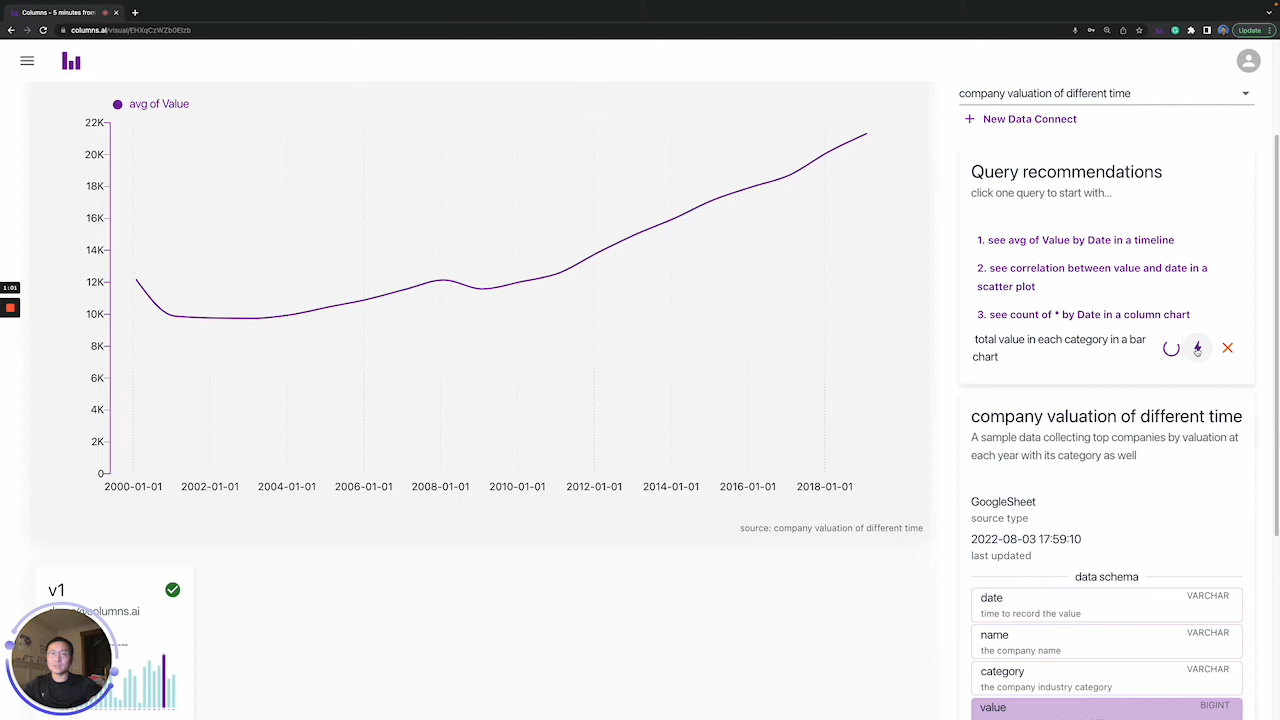 Columns - 5 minutes from
columns.ai/visual/EHXqCzWZb0EIzb
Update
avg of Value
22K
20K
18K
16K
14K
12K
10K
8K
6K
4K
2K
0
2000-01-01 2002-01-01 2004-01-01 2006-01-01 2008-01-01 2010-01-01 2012-01-01 2014-01-01 2016-01-01 2018-01-01
source: company valuation of different time
1:01
v1
company valuation of different time
+ New Data Connect
Query recommendations
click one query to start with...
1. see avg of Value by Date in a timeline
2. see correlation between value and date in a
scatter plot
3. see count of * by Date in a column chart
total value in each category in a bar
chart
company valuation of different time
A sample data collecting top companies by valuation at
each year with its category as well
GoogleSheet
source type
2022-08-03 17:59:10
last updated
data schema
date VARCHAR
time to record the value
name VARCHAR
the company name
category VARCHAR
the company industry category
value BIGINT